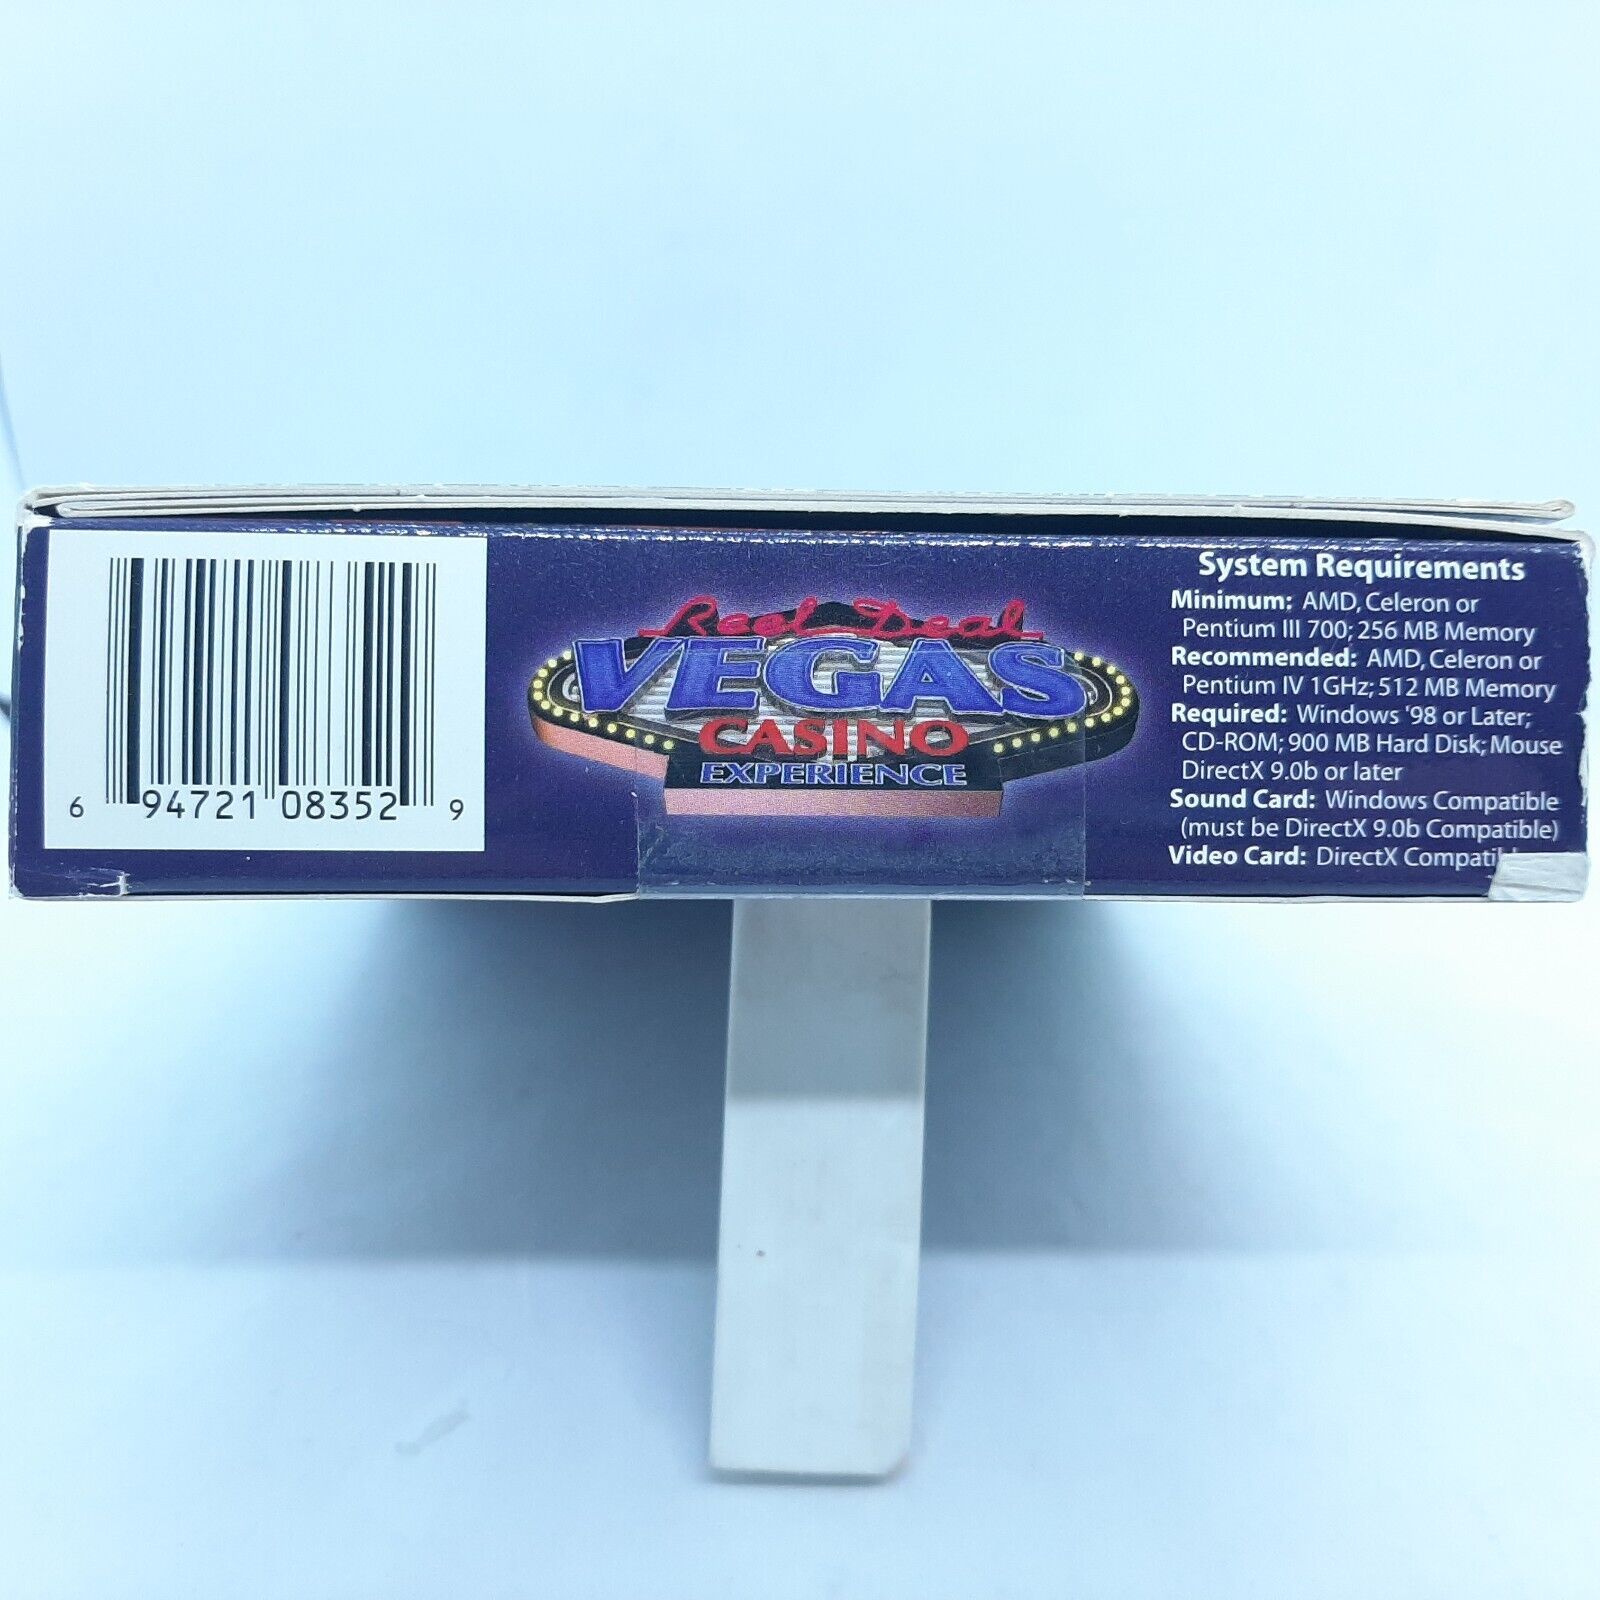 6 94721 08352 9
Reel Deal
VEGAS
CASINO
EXPERIENCE
System Requirements
Minimum: AMD, Celeron or
Pentium III 700; 256 MB Memory
Recommended: AMD, Celeron or
Pentium IV 1GHz; 512 MB Memory
Required: Windows '98 or Later;
CD-ROM; 900 MB Hard Disk; Mouse
DirectX 9.0b or later
Sound Card: Windows Compatible
(must be DirectX 9.0b Compatible)
Video Card: DirectX